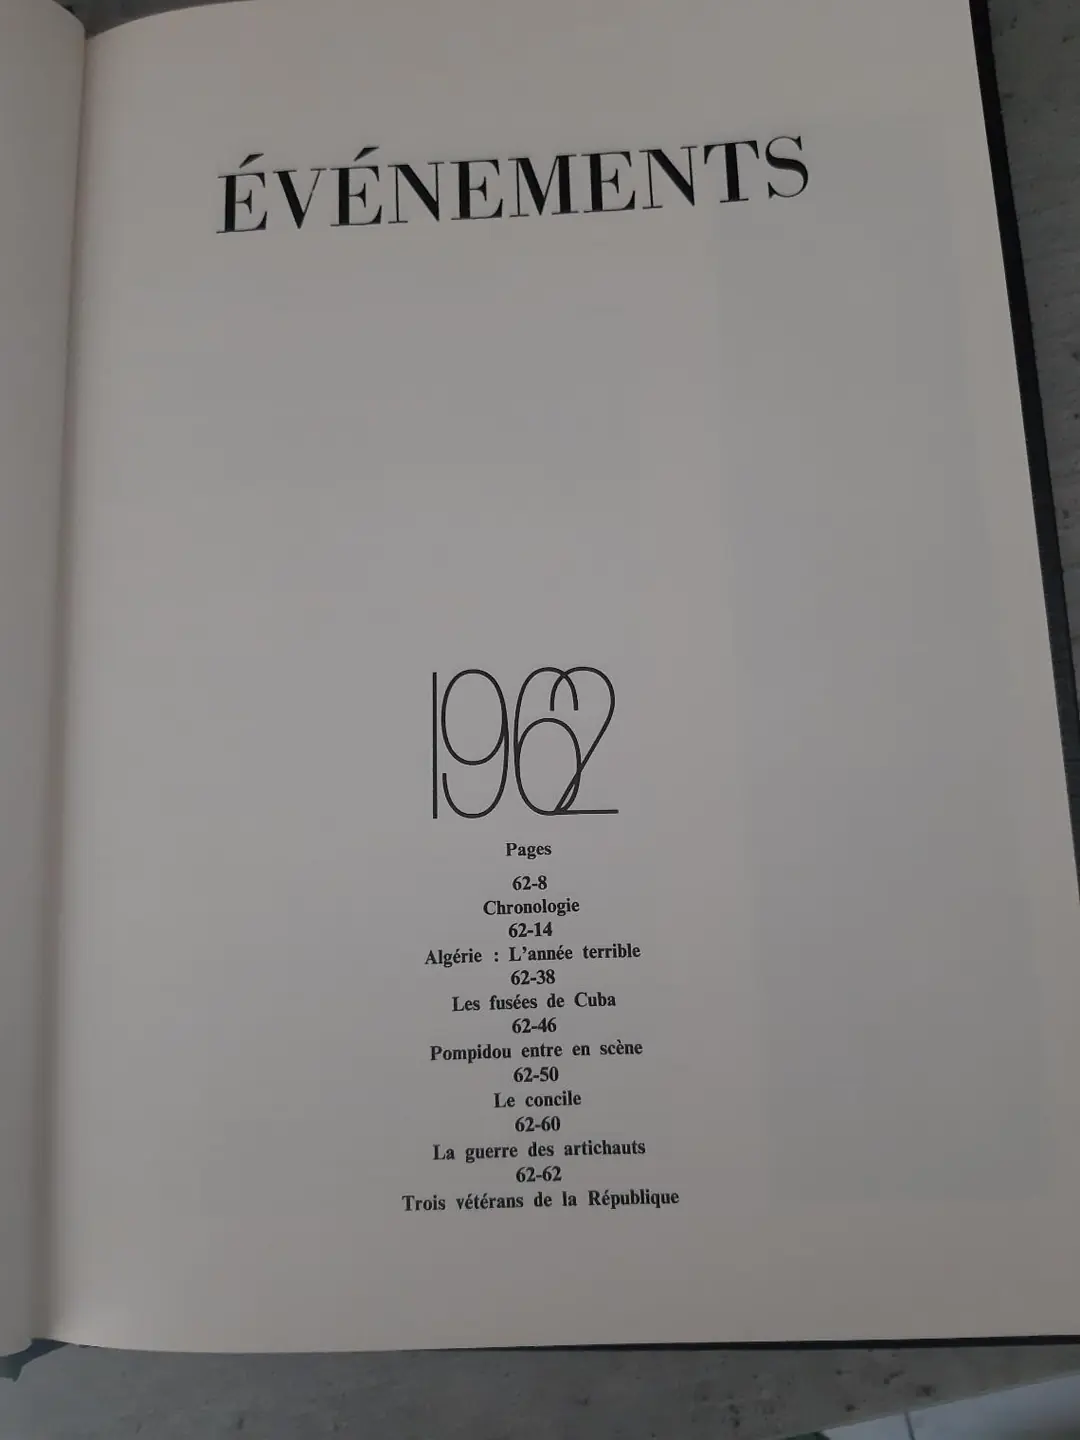 ÉVÉNEMENTS
1962
Pages
62-8
Chronologie
62-14
Algérie : L'année terrible
62-38
Les fusées de Cuba
62-46
Pompidou entre en scène
62-50
Le concile
62-60
La guerre des artichauts
62-62
Trois vétérans de la République